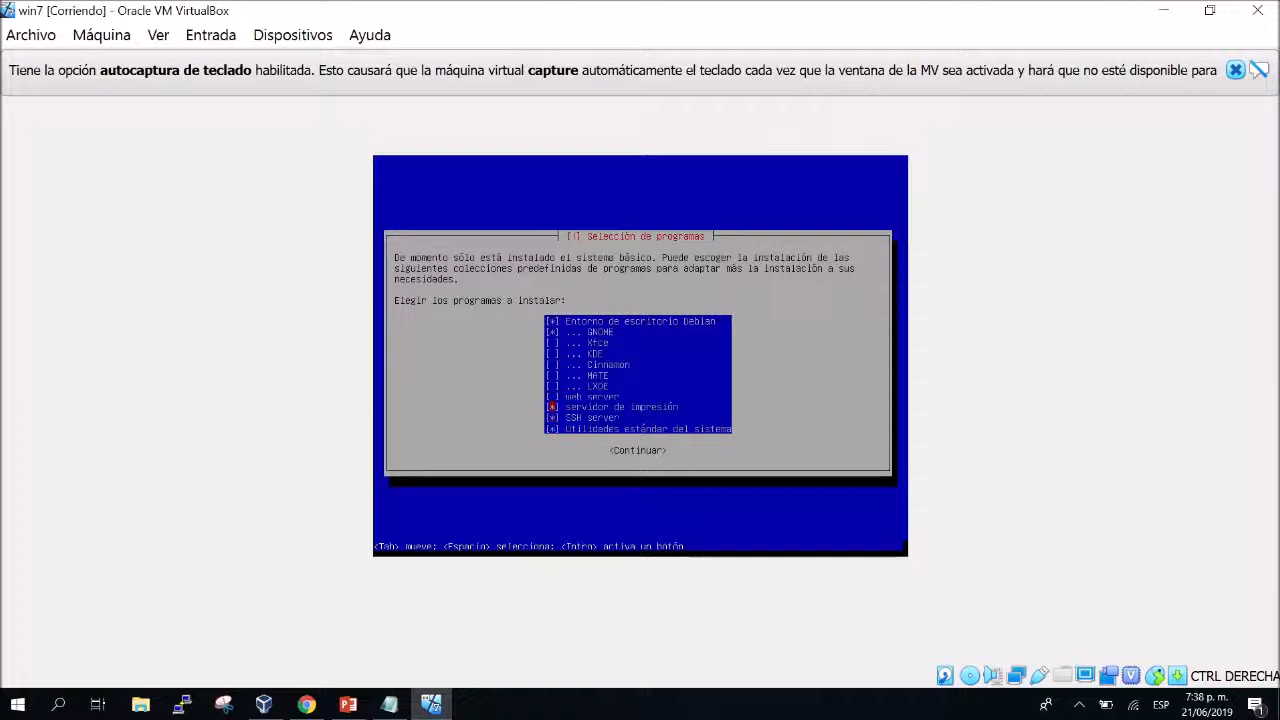 win7 [Corriendo] - Oracle VM VirtualBox
Archivo Máquina Ver Entrada Dispositivos Ayuda
Tiene la opción autocaptura de teclado habilitada. Esto causará que la máquina virtual capture automáticamente el teclado cada vez que la ventana de la MV sea activada y hará que no esté disponible para
[!] Selección de programas
De momento sólo está instalado el sistema básico. Puede escoger la instalación de las
siguientes colecciones predefinidas de programas para adaptar más la instalación a sus
necesidades.
Elegir los programas a instalar:
[*] Entorno de escritorio Debian
[*] ... GNOME
[ ] ... Xfce
[ ] ... KDE
[ ] ... Cinnamon
[ ] ... MATE
[ ] ... LXDE
[ ] web server
[*] servidor de impresión
[*] SSH server
[*] Utilidades estándar del sistema
<Continuar>
<Tab> mueve; <Espacio> selecciona; <Intro> activa un botón
CTRL DERECHA
ESP
7:38 p. m.
21/06/2019